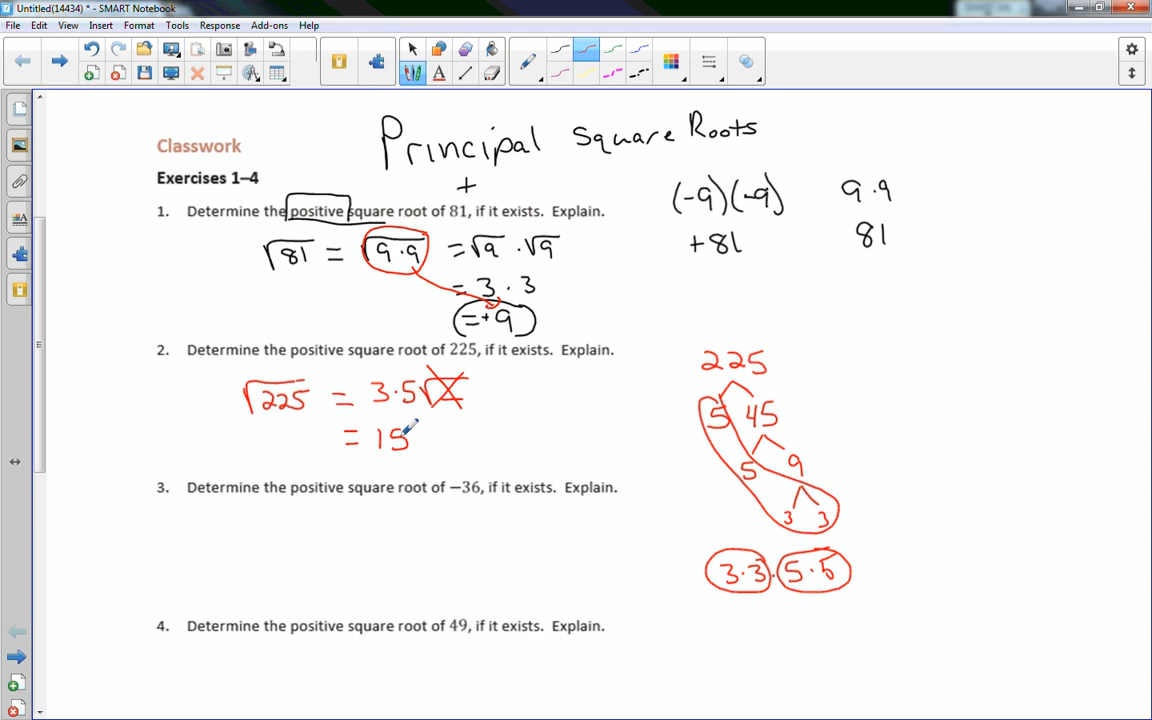 Untitled(14434) * - SMART Notebook
File Edit View Insert Format Tools Response Add-ons Help
Principal Square Roots
Classwork
Exercises 1–4
+
1. Determine the positive square root of 81, if it exists. Explain.
(-9)(-9) 9·9
+81 81
√81 = √9·9 = √9 · √9
= 3 · 3
= +9
2. Determine the positive square root of 225, if it exists. Explain.
225
√225 = 3·5√
5 45
= 15
5 9
3. Determine the positive square root of −36, if it exists. Explain.
3 3
3·3·5·5
4. Determine the positive square root of 49, if it exists. Explain.